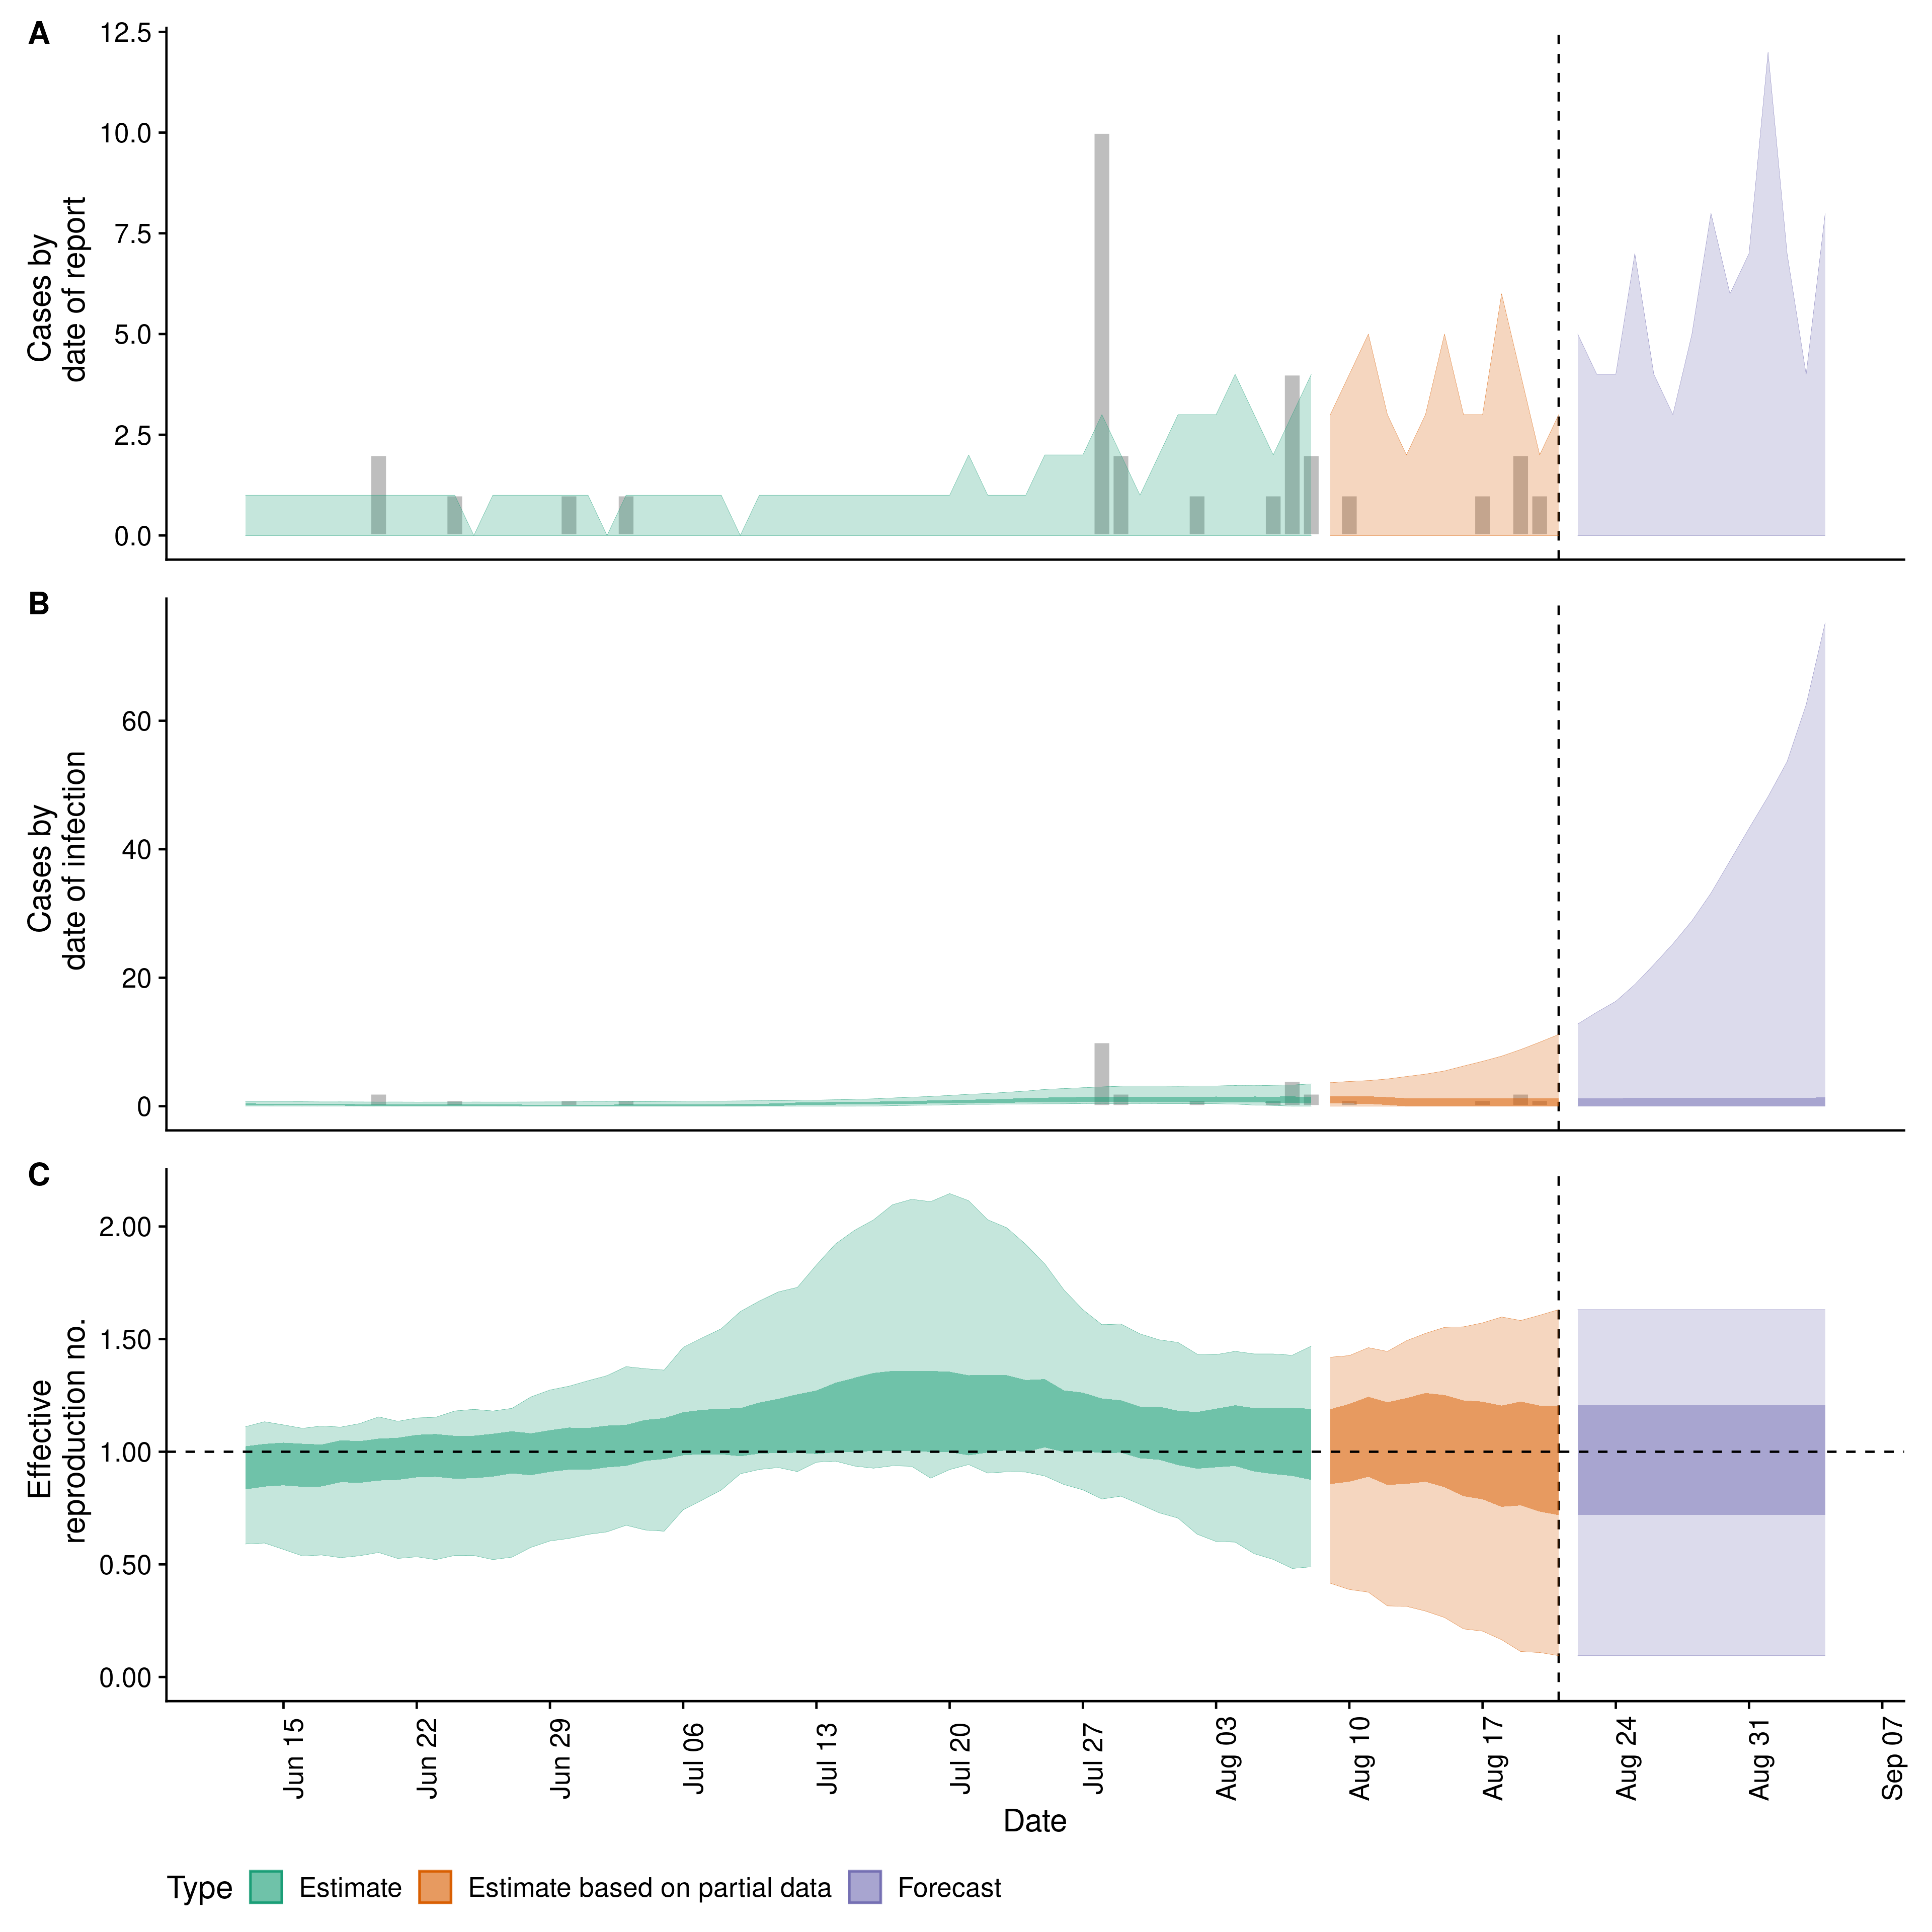 A
12.5
10.0
7.5
5.0
2.5
0.0
Cases by
date of report
B
60
40
20
0
Cases by
date of infection
C
2.00
1.50
1.00
0.50
0.00
Effective
reproduction no.
Jun 15
Jun 22
Jun 29
Jul 06
Jul 13
Jul 20
Jul 27
Aug 03
Aug 10
Aug 17
Aug 24
Aug 31
Sep 07
Date
Type Estimate Estimate based on partial data Forecast